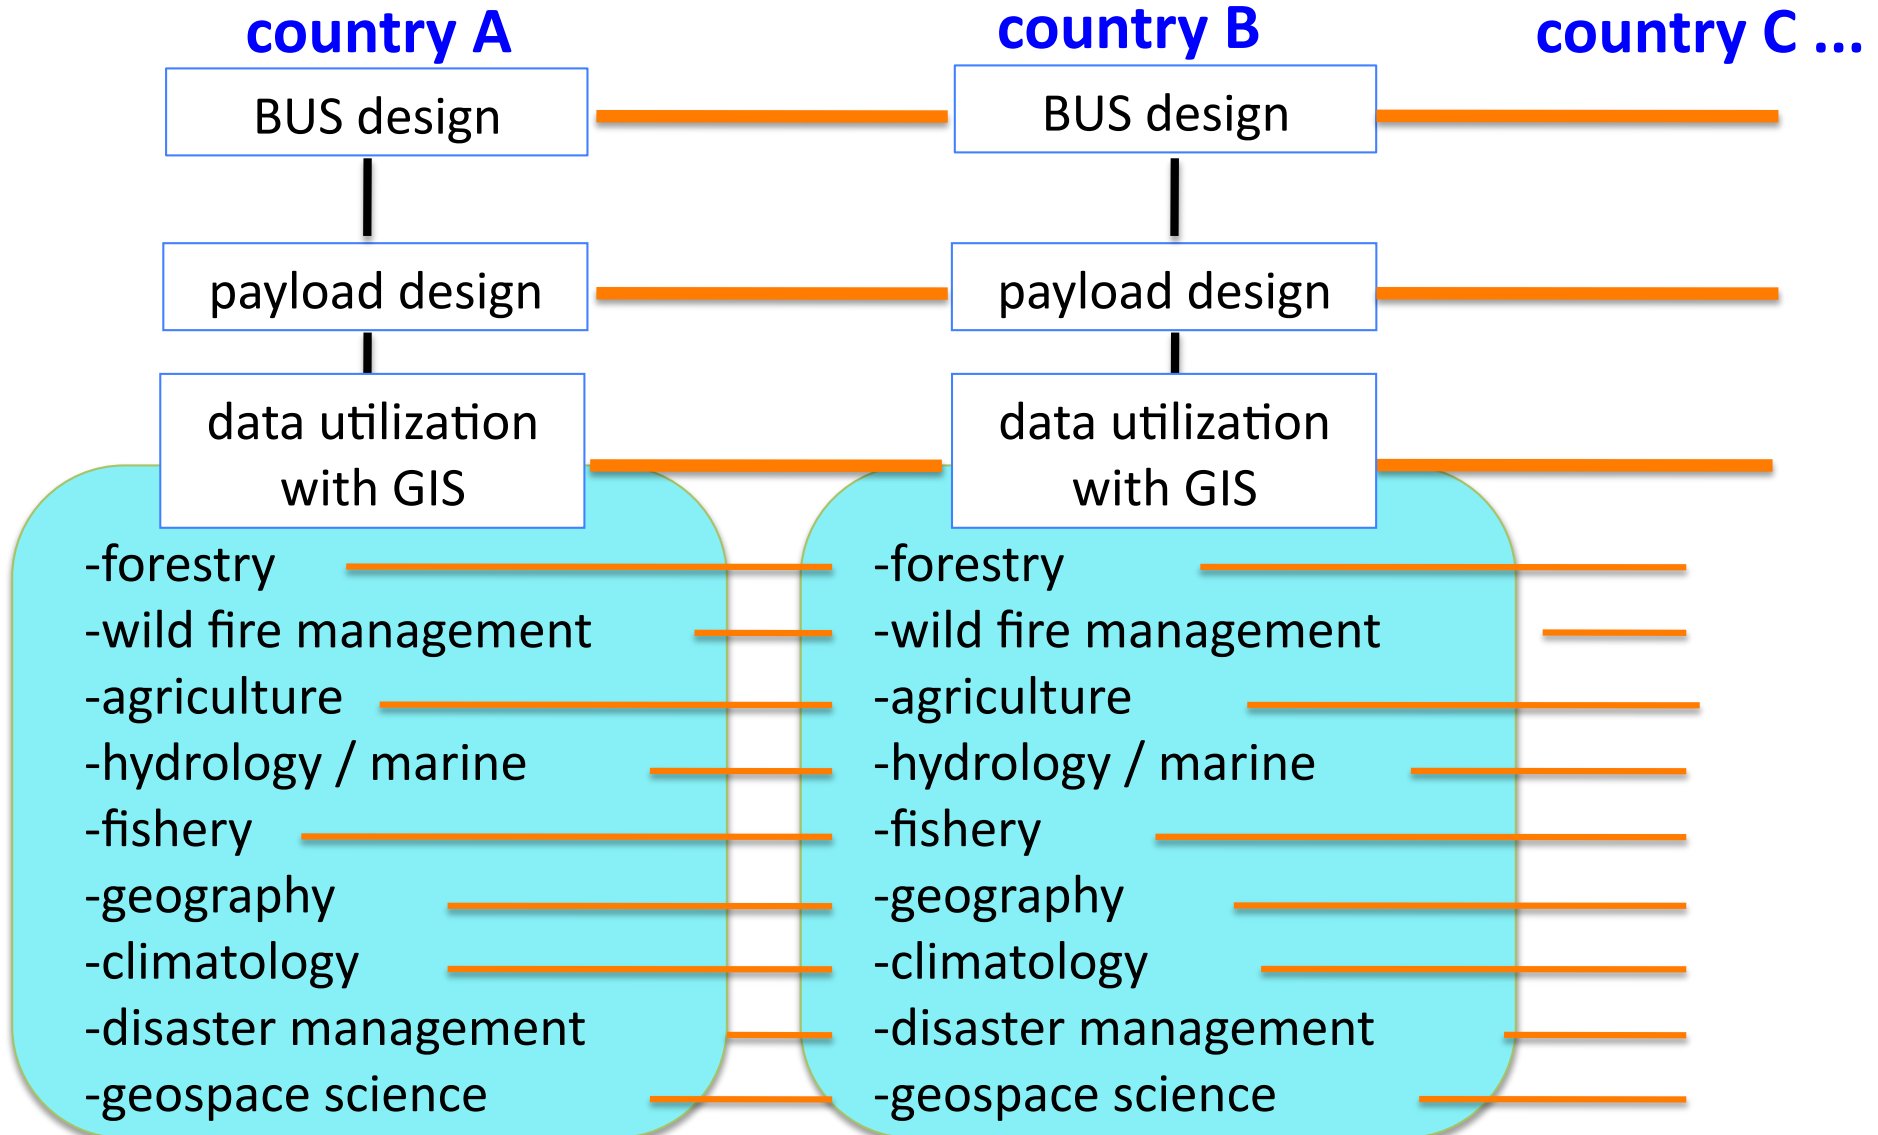 country A
country B
country C ...
BUS design
BUS design
payload design
payload design
data utilization
with GIS
data utilization
with GIS
-forestry
-wild fire management
-agriculture
-hydrology / marine
-fishery
-geography
-climatology
-disaster management
-geospace science
-forestry
-wild fire management
-agriculture
-hydrology / marine
-fishery
-geography
-climatology
-disaster management
-geospace science